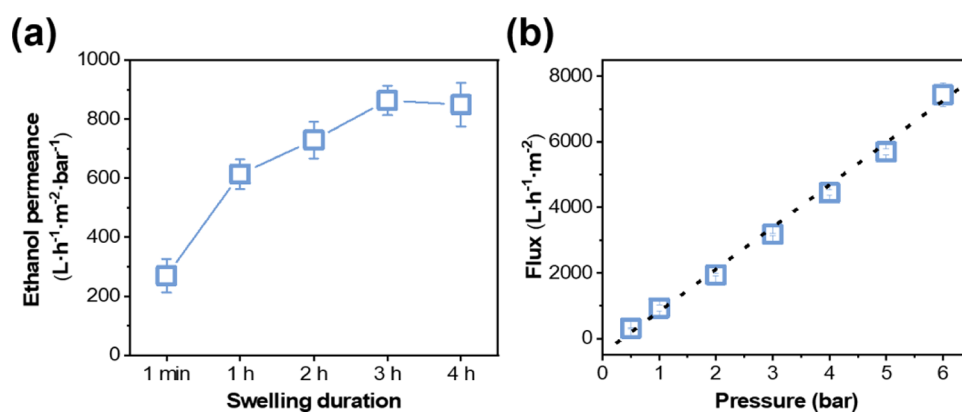 (a)
Ethanol permeance
(L·h⁻¹·m⁻²·bar⁻¹)
1000
800
600
400
200
0
1 min 1 h 2 h 3 h 4 h
Swelling duration
(b)
Flux (L·h⁻¹·m⁻²)
8000
6000
4000
2000
0
0 1 2 3 4 5 6
Pressure (bar)